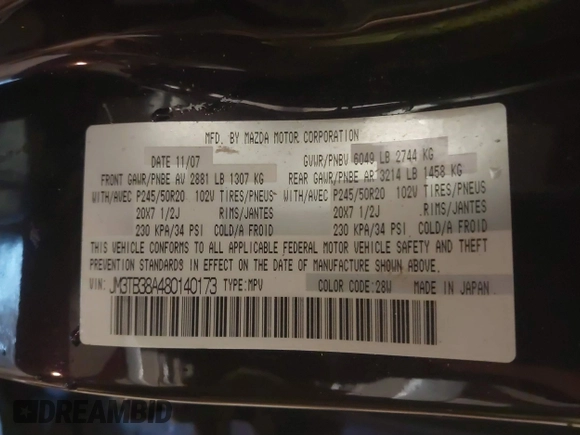 MFD. BY MAZDA MOTOR CORPORATION
DATE 11/07 GVWR/PNBV 6049 LB 2744 KG
FRONT GAWR/PNBE AV 2881 LB 1307 KG REAR GAWR/PNBE AR 3214 LB 1458 KG
WITH/AVEC P245/50R20 102V TIRES/PNEUS WITH/AVEC P245/50R20 102V TIRES/PNEUS
20X7 1/2J RIMS/JANTES 20X7 1/2J RIMS/JANTES
230 KPA/34 PSI COLD/A FROID 230 KPA/34 PSI COLD/A FROID
THIS VEHICLE CONFORMS TO ALL APPLICABLE FEDERAL MOTOR VEHICLE SAFETY AND THEFT
PREVENTION STANDARDS IN EFFECT ON THE DATE OF MANUFACTURE SHOWN ABOVE.
VIN: JM3TB38A480140173 TYPE:MPV COLOR CODE:28W MADE IN JAPAN
DREAMBID